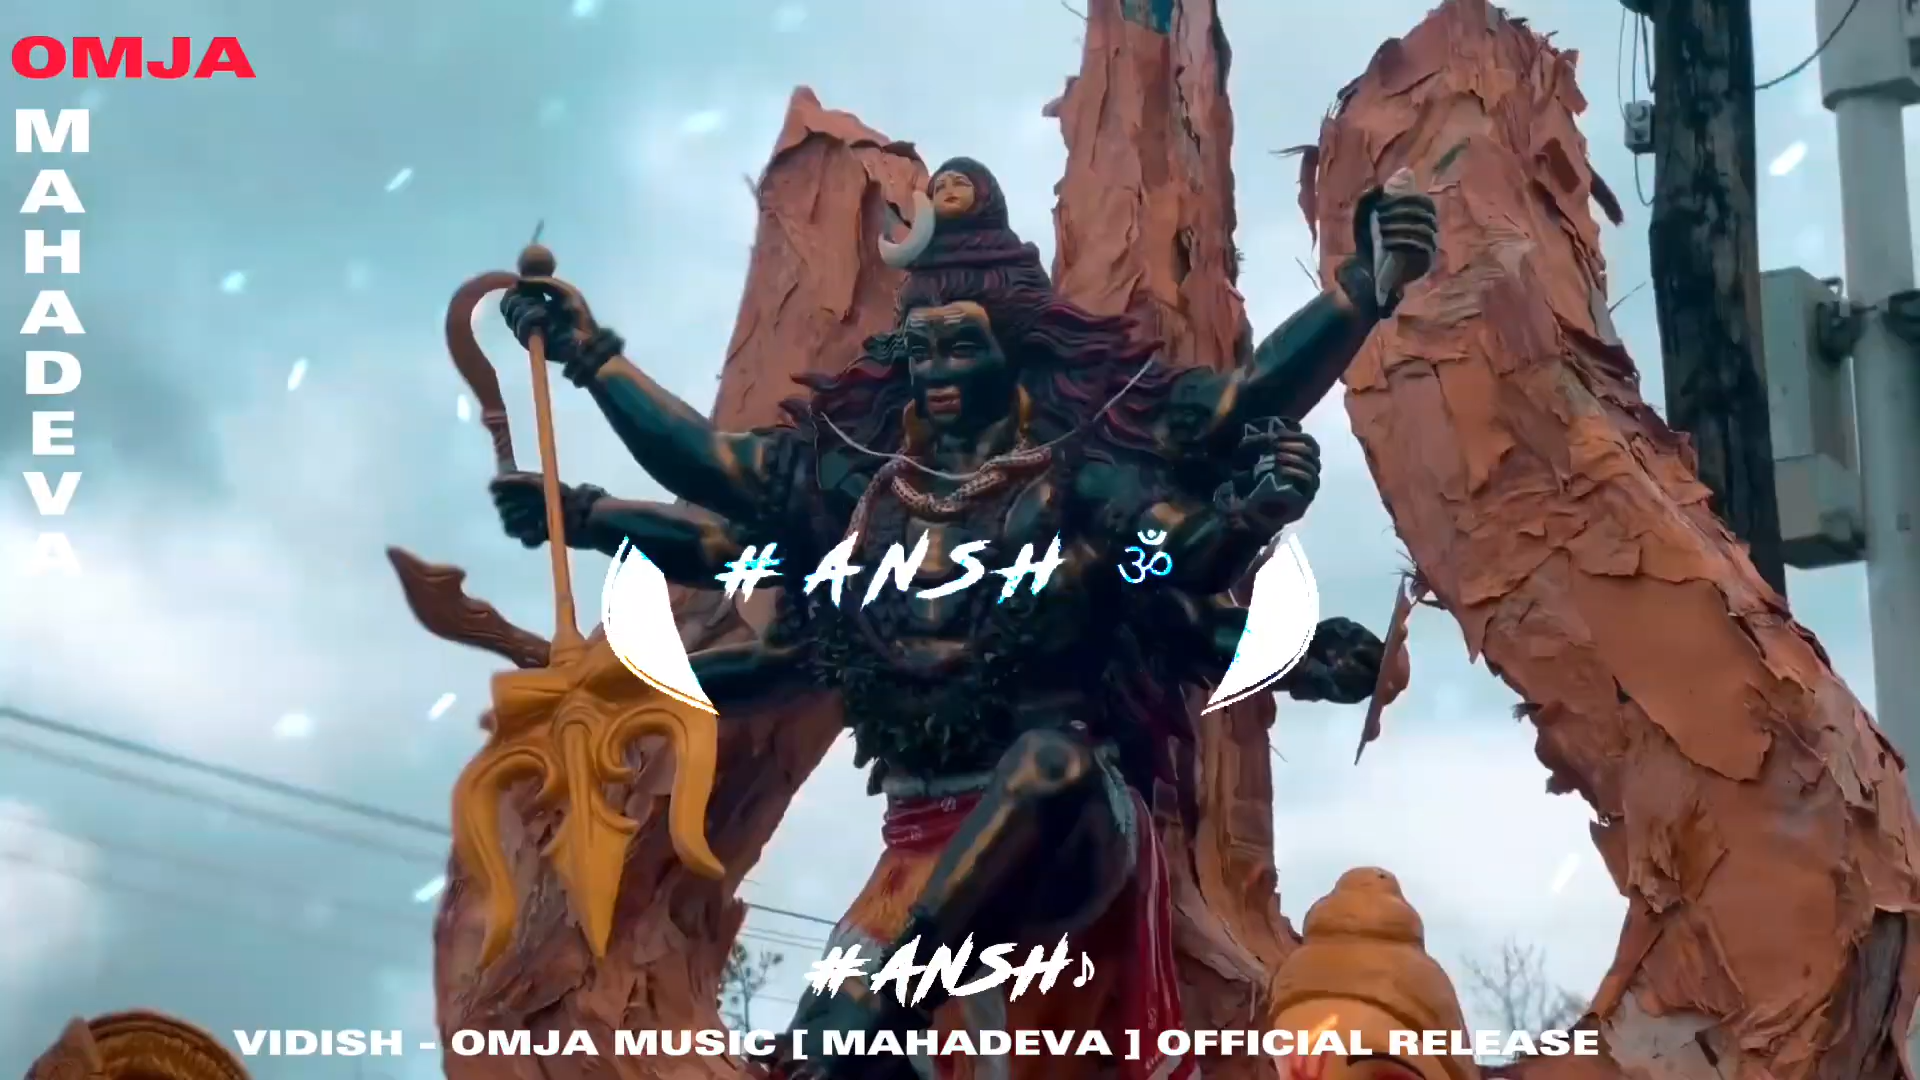 OMJA
MAHADEVA
# ANSH ॐ
#ANSH♪
VIDISH - OMJA MUSIC [ MAHADEVA ] OFFICIAL RELEASE